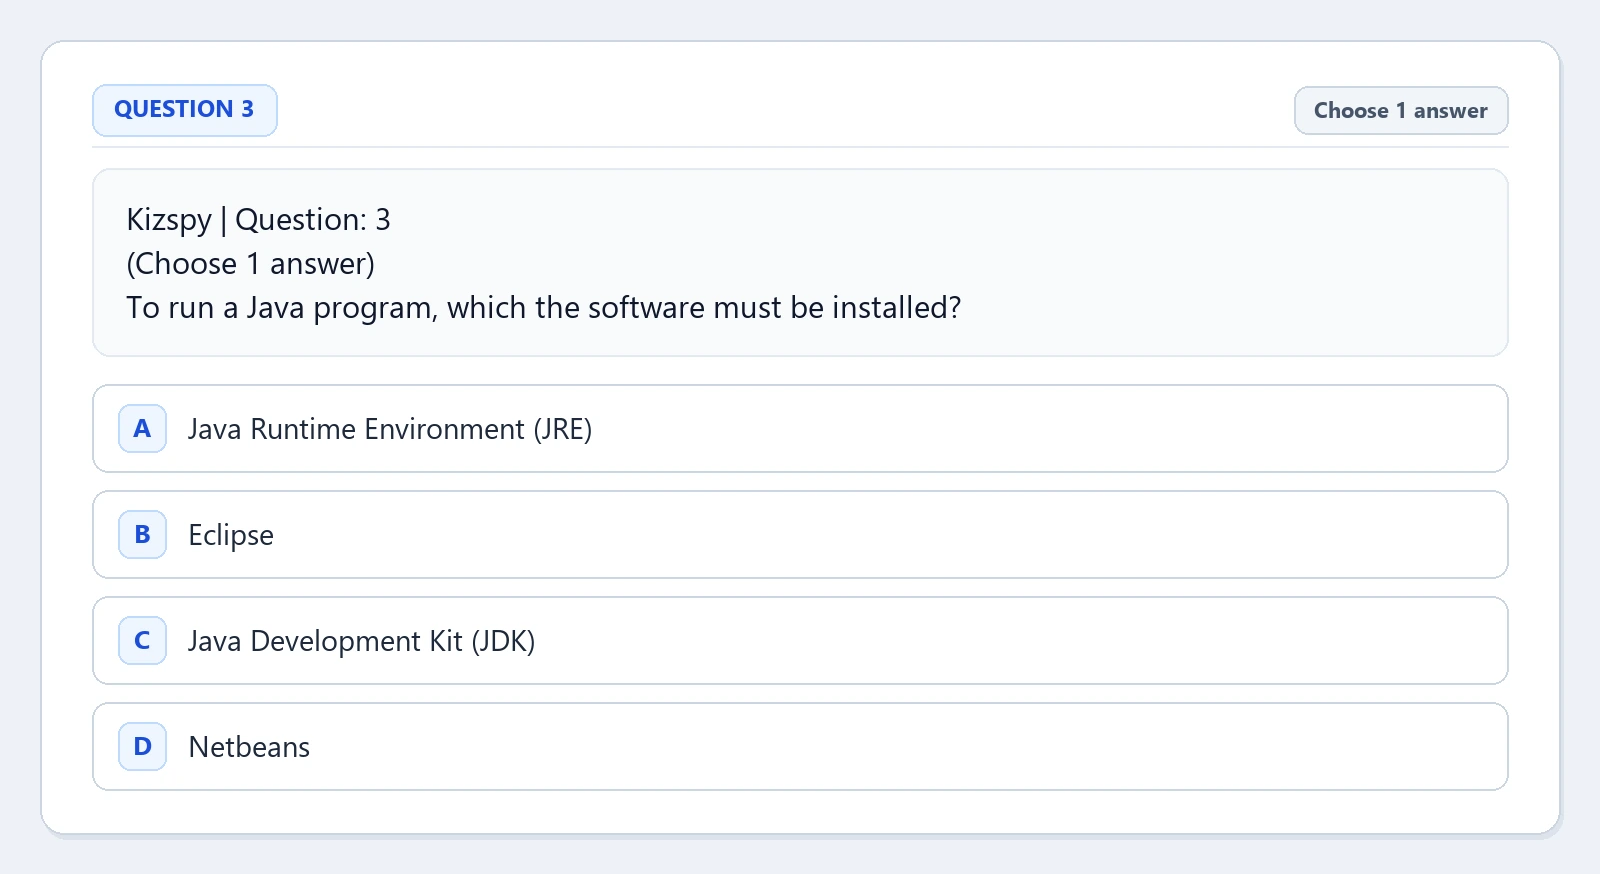 QUESTION 3
Choose 1 answer
Kizspy | Question: 3
(Choose 1 answer)
To run a Java program, which the software must be installed?
A Java Runtime Environment (JRE)
B Eclipse
C Java Development Kit (JDK)
D Netbeans